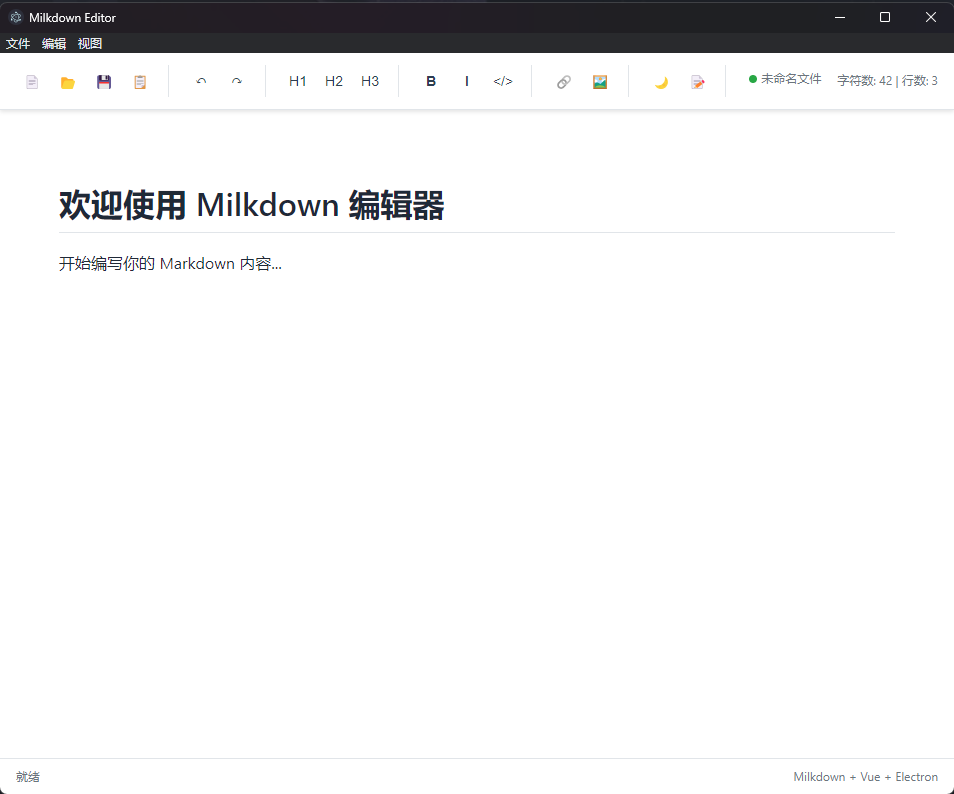 Milkdown Editor
文件 编辑 视图
H1 H2 H3 B I </> 未命名文件 字符数: 42 | 行数: 3
欢迎使用 Milkdown 编辑器
开始编写你的 Markdown 内容...
就绪 Milkdown + Vue + Electron